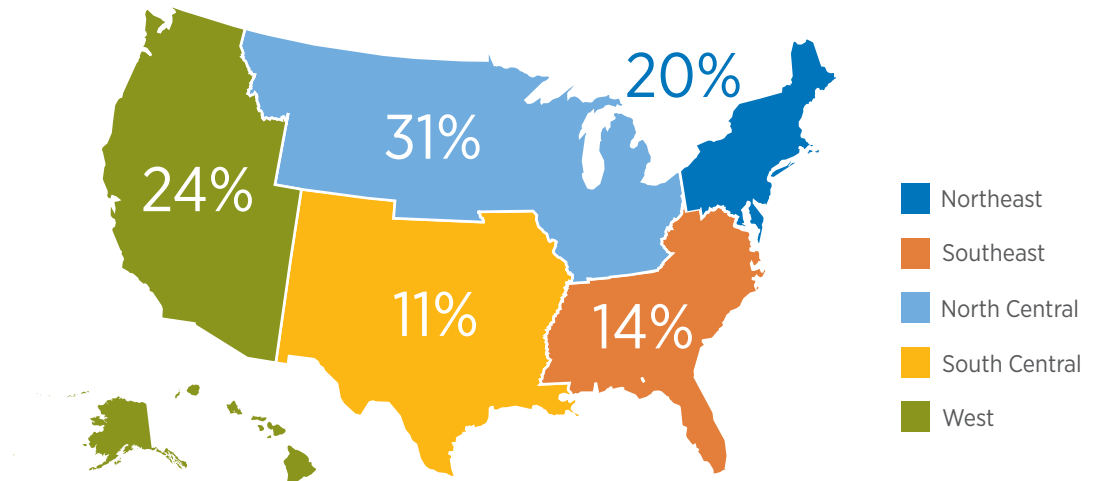 20%
31%
24%
11%
14%
Northeast
Southeast
North Central
South Central
West